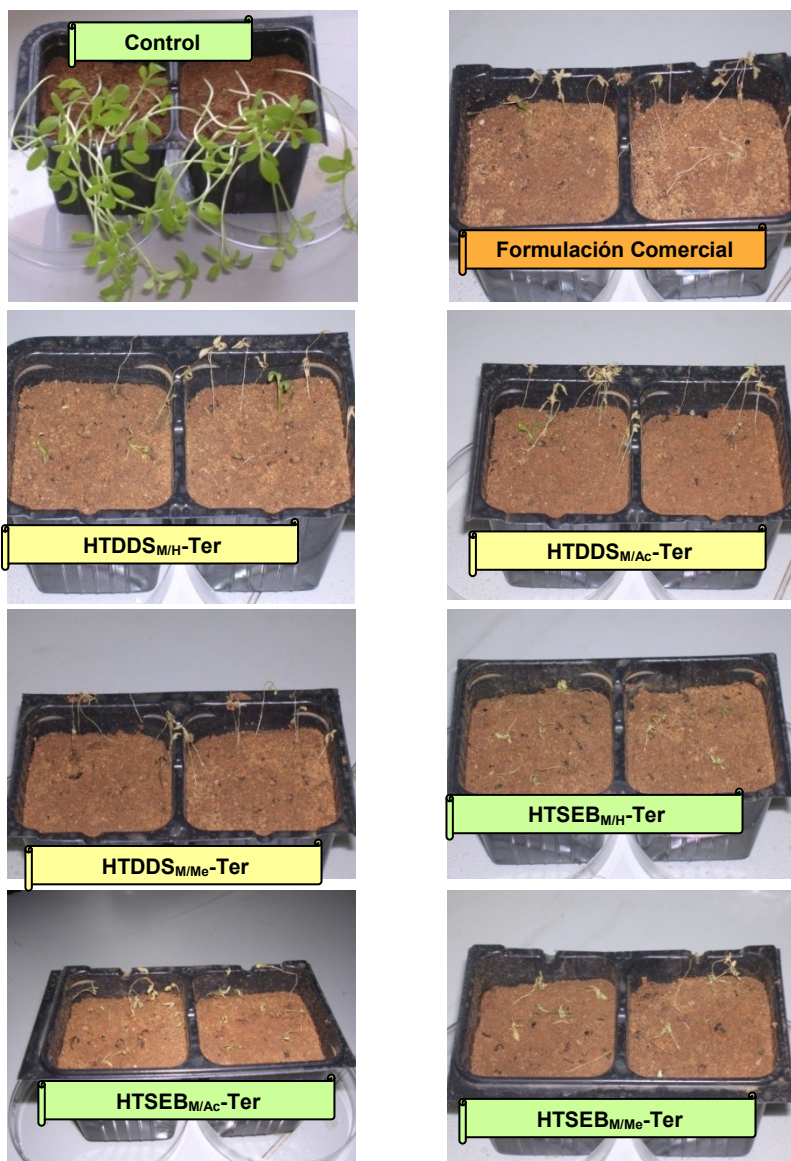 Control
Formulación Comercial
HTDDSM/H-Ter
HTDDSM/Ac-Ter
HTDDSM/Me-Ter
HTSEBM/H-Ter
HTSEBM/Ac-Ter
HTSEBM/Me-Ter